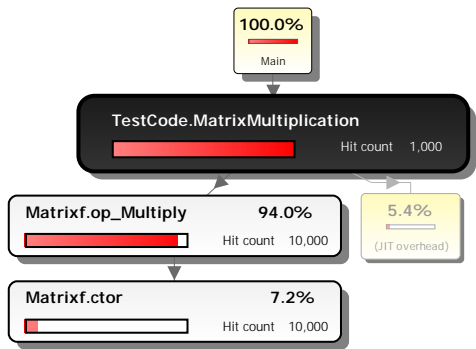 100.0%
Main
TestCode.MatrixMultiplication
Hit count 1,000
Matrixf.op_Multiply 94.0%
Hit count 10,000
5.4%
(JIT overhead)
Matrixf.ctor 7.2%
Hit count 10,000